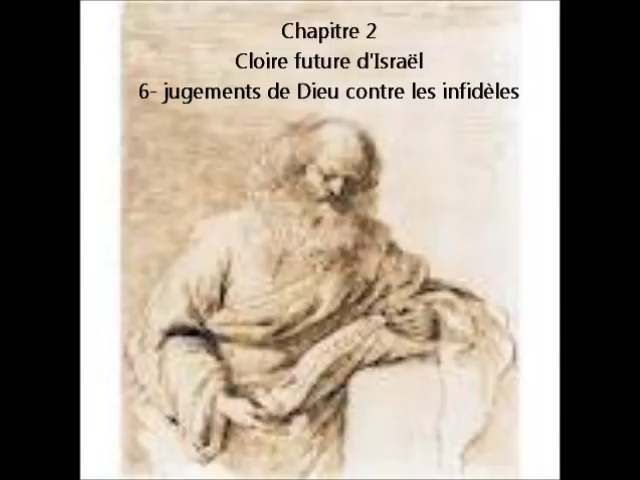 Chapitre 2
Cloire future d'Israël
6- jugements de Dieu contre les infidèles